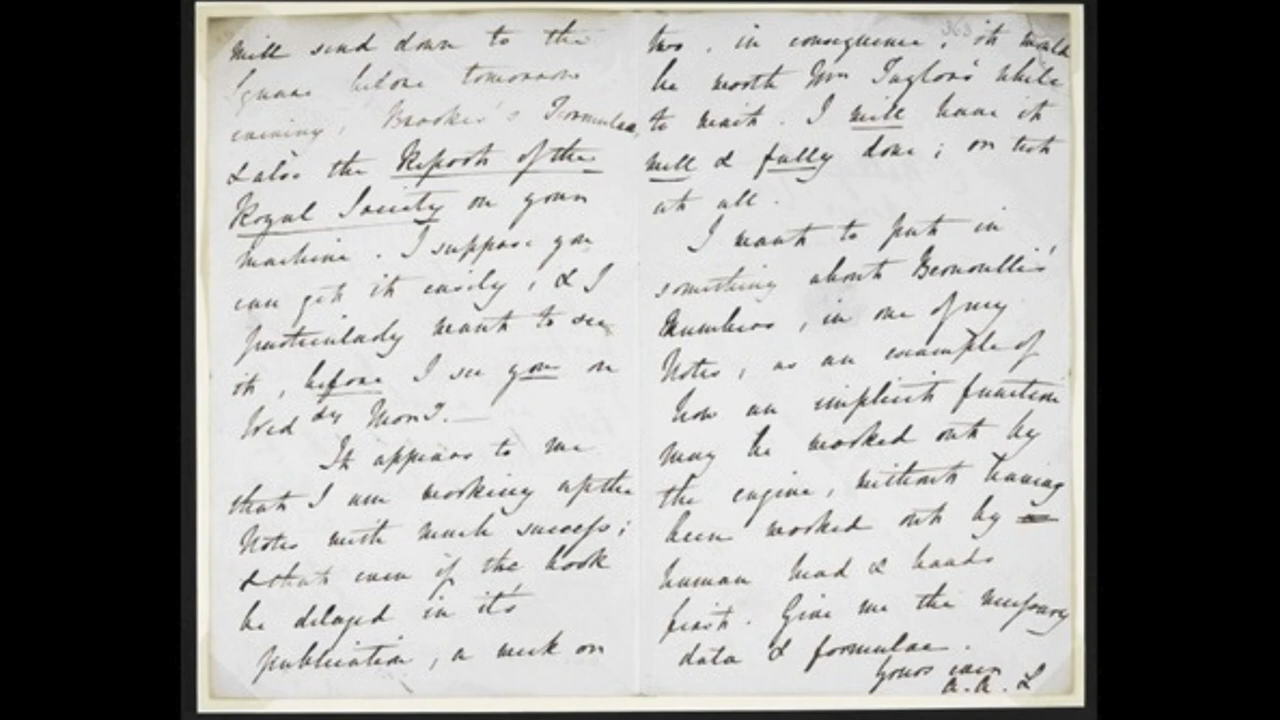 will send down to the
Square before tomorrow
evening, Brooke's Formulae,
& also the Report of the
Royal Society on your
machine. I suppose you
can get it easily, & I
particularly want to see
it, before I see you on
Wed dy Morng.—
It appears to me
that I am working up the
Notes with much success;
& that even if the book
be delayed in it's
publication, a week or
two, in consequence, it would
be worth Mr Taylor's while
to wait. I will have it
well & fully done; or not
at all.
I want to put in
something about Bernouilli's
Numbers, in one of my
Notes, as an example of
how an implicit function
may be worked out by
the engine, without having
been worked out by
human head & hands
first. Give me the necessary
data & formulae.
Yours ever
A. A. L